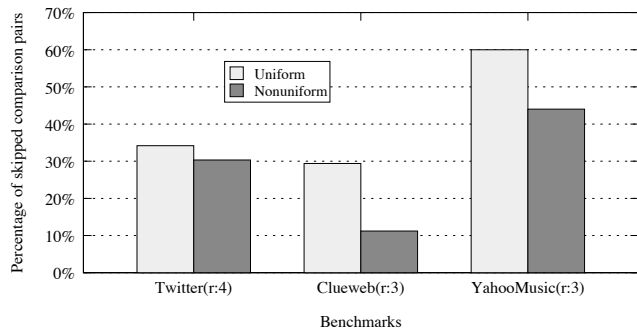 Percentage of skipped comparison pairs
70%
60%
50%
40%
30%
20%
10%
0%
Uniform
Nonuniform
Twitter(r:4)
Clueweb(r:3)
YahooMusic(r:3)
Benchmarks